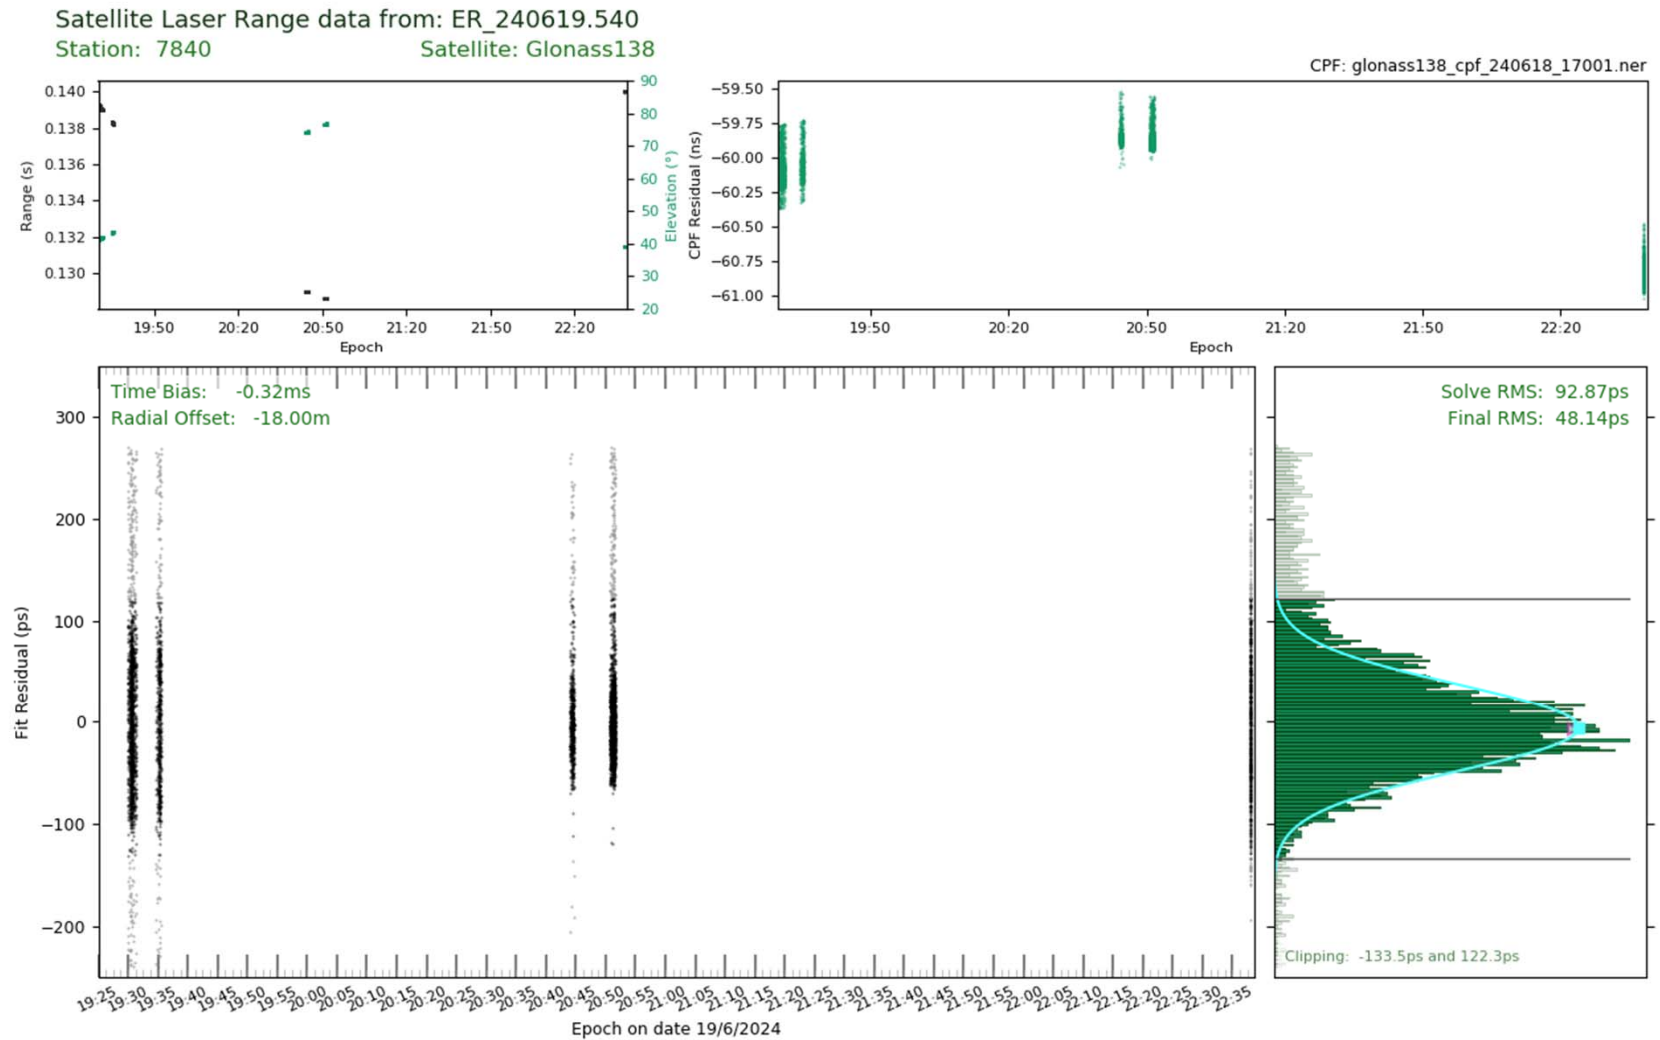 Satellite Laser Range data from: ER_240619.540
Station: 7840 Satellite: Glonass138
CPF: glonass138_cpf_240618_17001.ner
0.140
0.138
0.136
0.134
0.132
0.130
Range (s)
90
80
70
60
50
40
30
20
Elevation (°)
19:50 20:20 20:50 21:20 21:50 22:20
Epoch
−59.50
−59.75
−60.00
−60.25
−60.50
−60.75
−61.00
CPF Residual (ns)
19:50 20:20 20:50 21:20 21:50 22:20
Epoch
Time Bias: -0.32ms
Radial Offset: -18.00m
300
200
100
0
−100
−200
Fit Residual (ps)
19:25 19:30 19:35 19:40 19:45 19:50 19:55 20:00 20:05 20:10 20:15 20:20 20:25 20:30 20:35 20:40 20:45 20:50 20:55 21:00 21:05 21:10 21:15 21:20 21:25 21:30 21:35 21:40 21:45 21:50 21:55 22:00 22:05 22:10 22:15 22:20 22:25 22:30 22:35
Epoch on date 19/6/2024
Solve RMS: 92.87ps
Final RMS: 48.14ps
Clipping: -133.5ps and 122.3ps